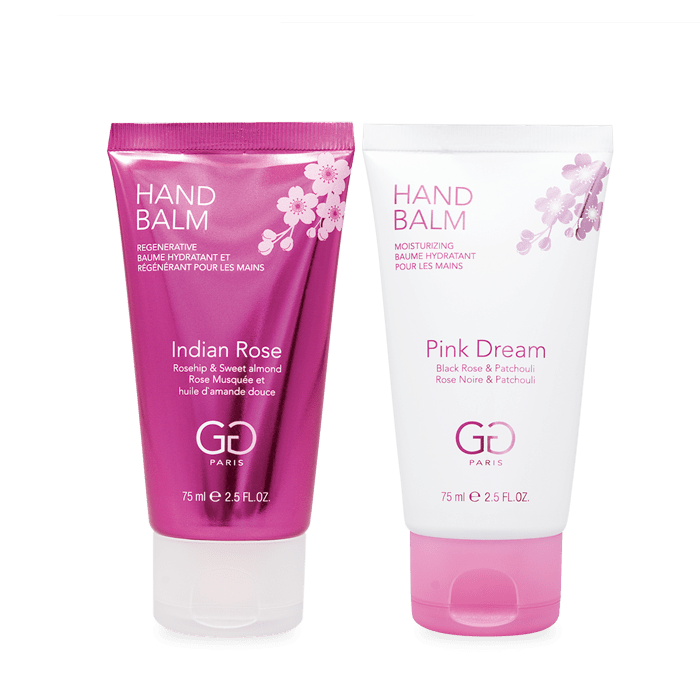 HAND
BALM
REGENERATIVE
BAUME HYDRATANT ET
RÉGÉNÉRANT POUR LES MAINS
Indian Rose
Rosehip & Sweet almond
Rose Musquée et
huile d'amande douce
GG
PARIS
75 ml e 2.5 FL.OZ.
HAND
BALM
MOISTURIZING
BAUME HYDRATANT
POUR LES MAINS
Pink Dream
Black Rose & Patchouli
Rose Noire & Patchouli
GG
PARIS
75 ml e 2.5 FL.OZ.